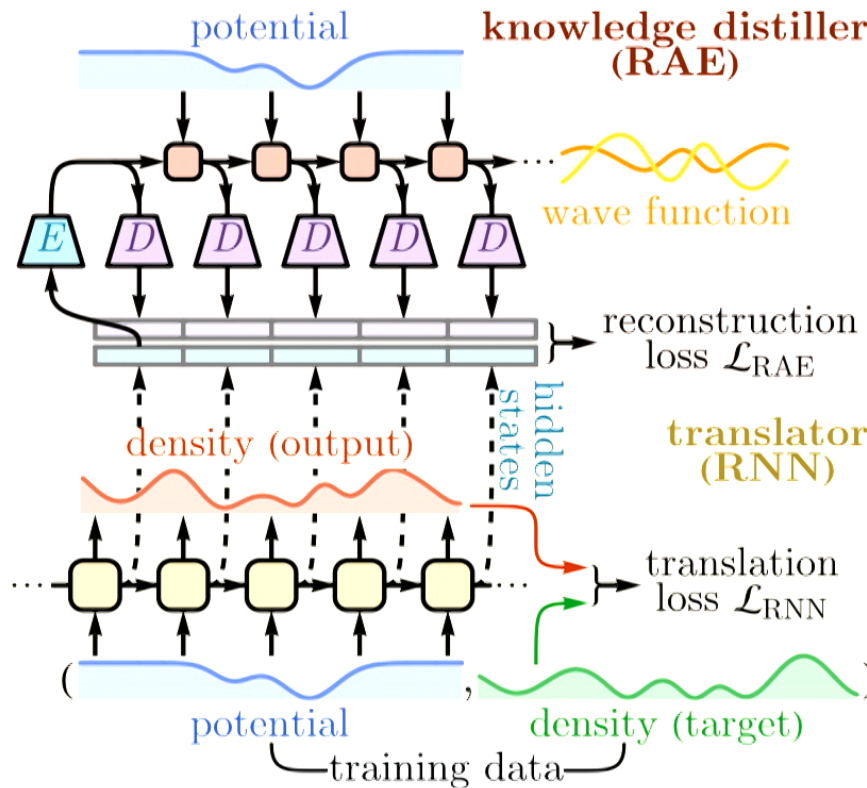 potential
knowledge distiller
(RAE)
···
wave function
E D D D D D
reconstruction
loss ℒRAE
hidden
states
density (output)
translator
(RNN)
··· ···
translation
loss ℒRNN
( , )
potential
density (target)
training data